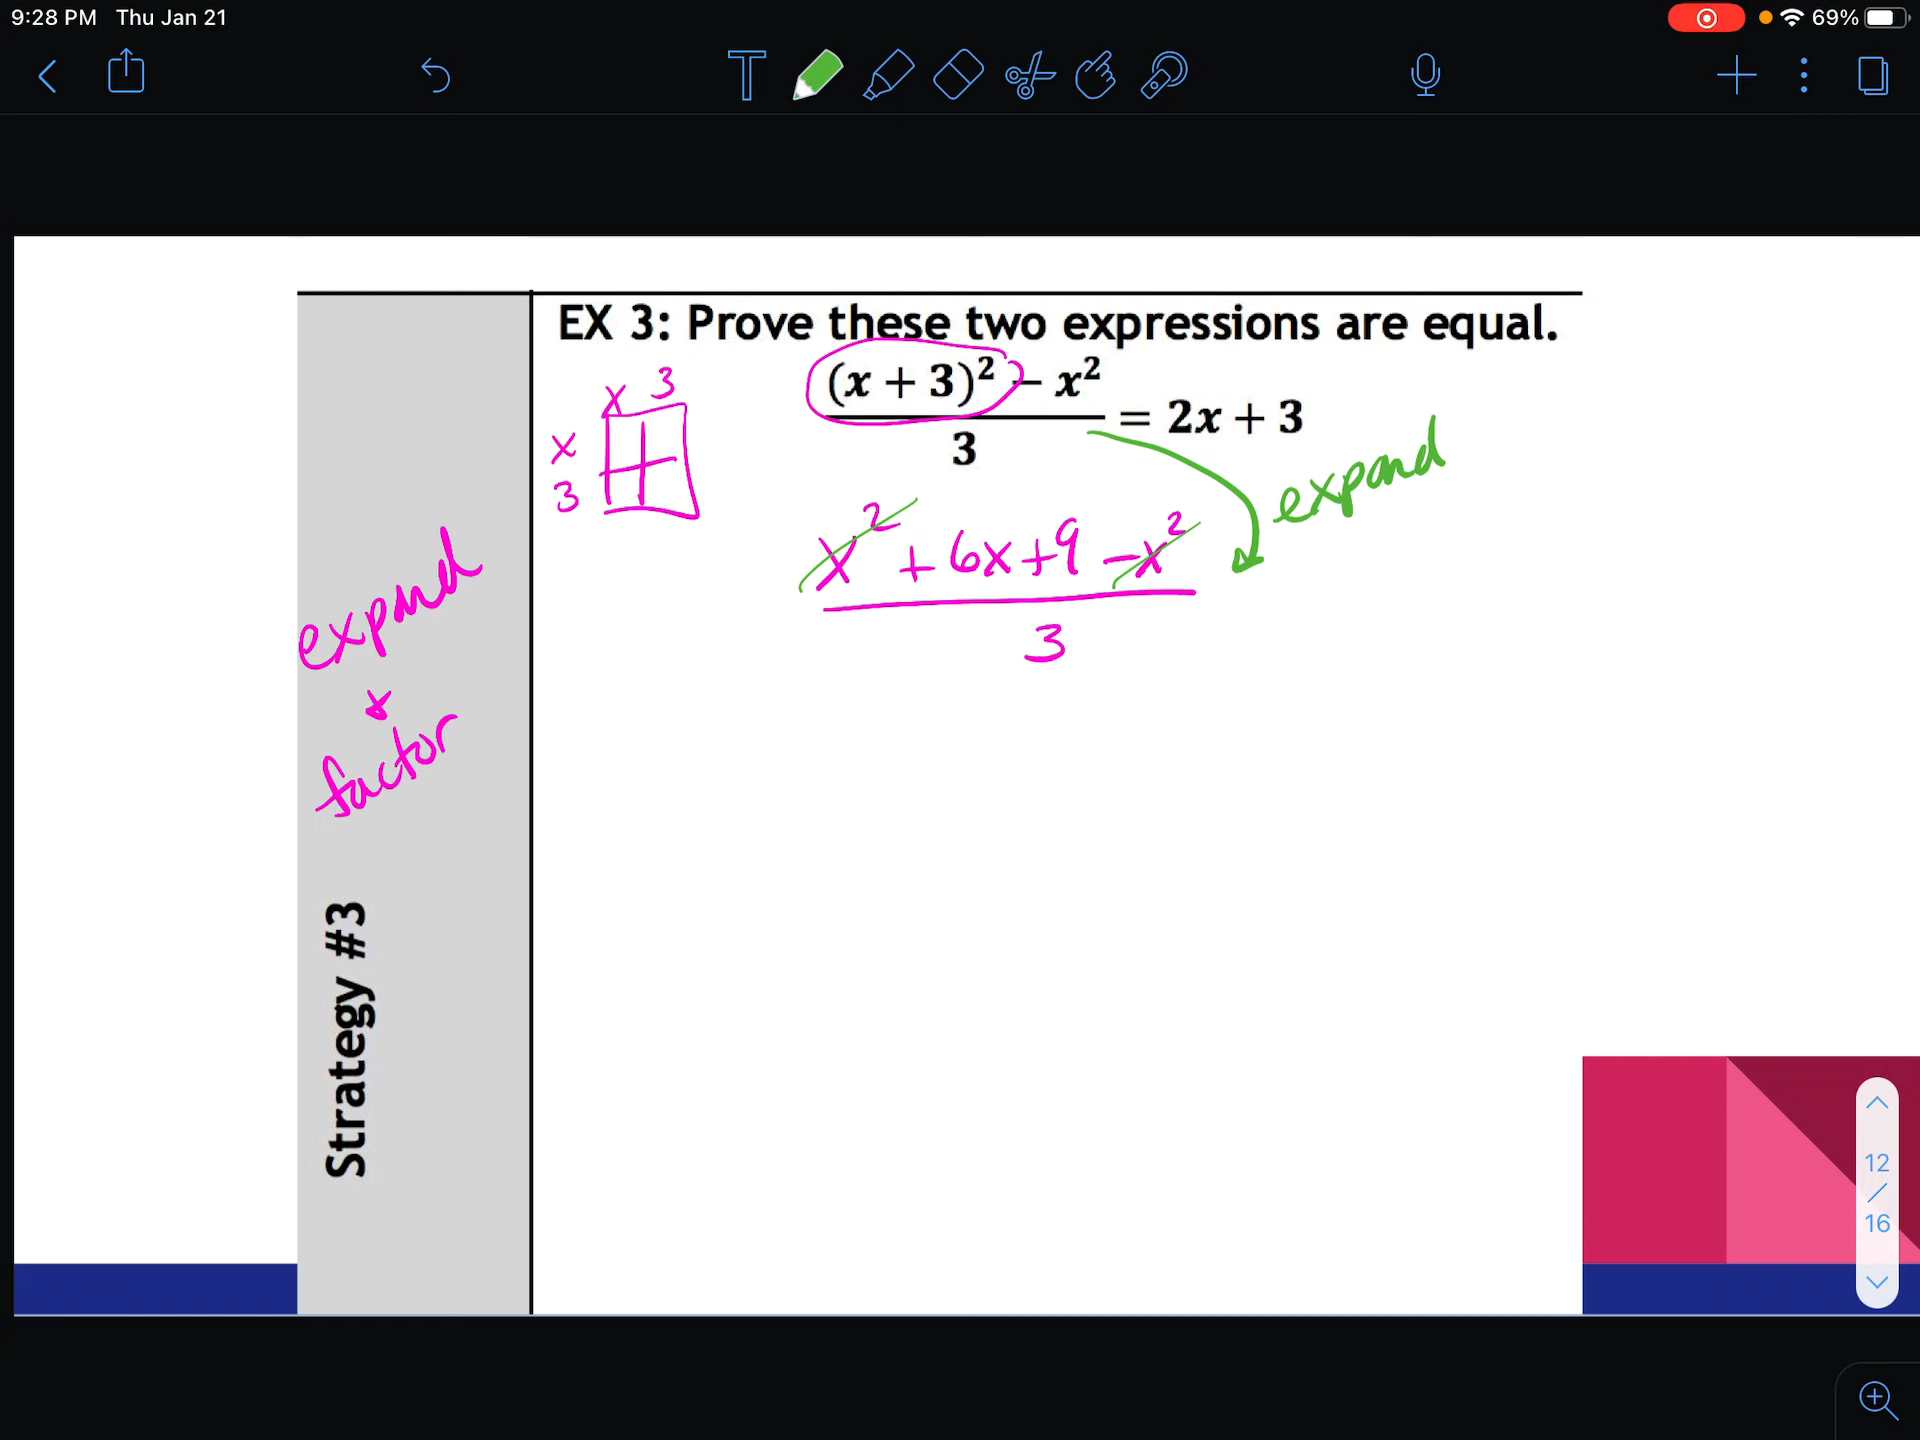 9:28 PM Thu Jan 21
69%
T
EX 3: Prove these two expressions are equal.
(x + 3)² − x²
3
= 2x + 3
x 3
x
3
expand
x² + 6x + 9 − x²
3
expand
&
factor
Strategy #3
12
/
16